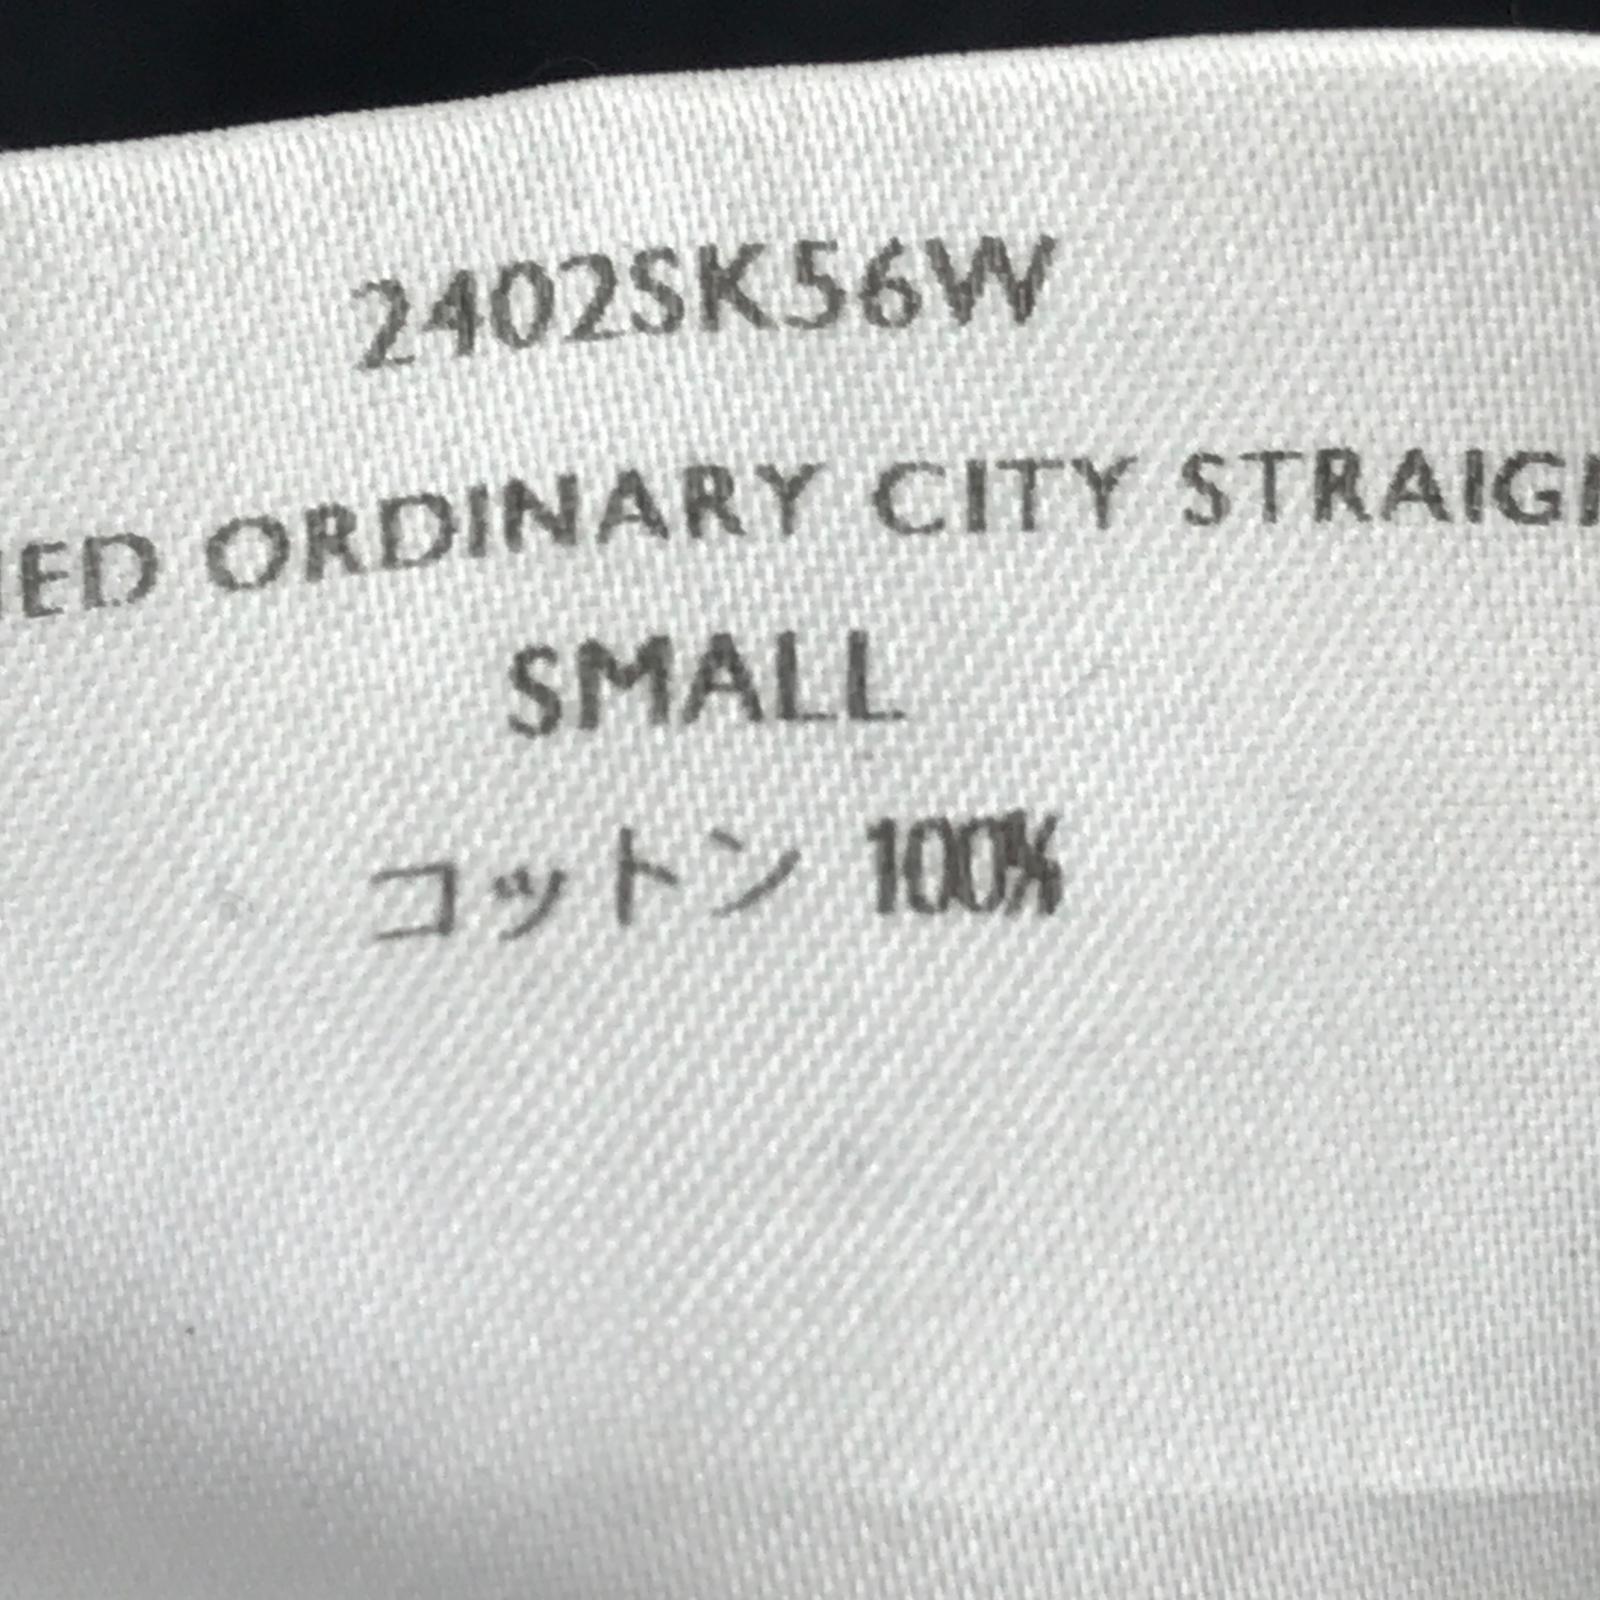 2402SK56W
ORDINARY CITY
SMALL
コットン 100%